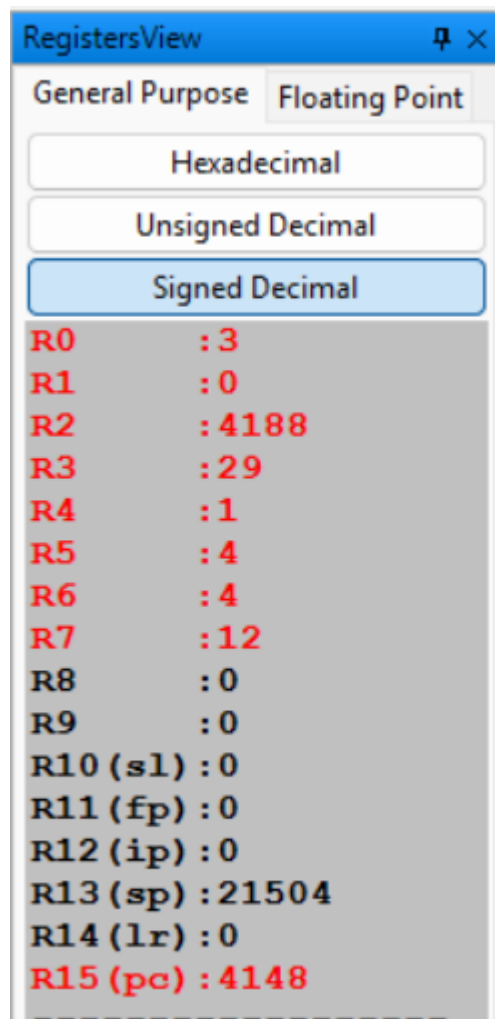 RegistersView
General Purpose Floating Point
Hexadecimal
Unsigned Decimal
Signed Decimal
R0 :3
R1 :0
R2 :4188
R3 :29
R4 :1
R5 :4
R6 :4
R7 :12
R8 :0
R9 :0
R10(sl):0
R11(fp):0
R12(ip):0
R13(sp):21504
R14(lr):0
R15(pc):4148